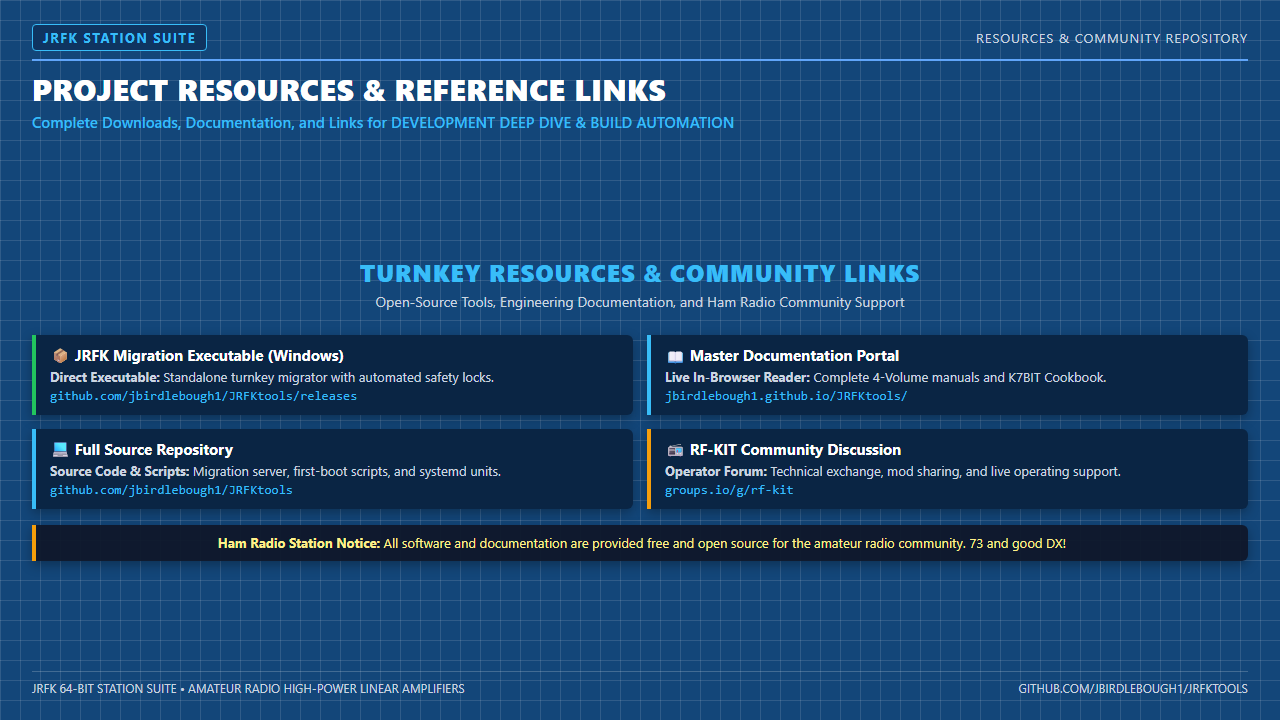 JRFK STATION SUITE
RESOURCES & COMMUNITY REPOSITORY
PROJECT RESOURCES & REFERENCE LINKS
Complete Downloads, Documentation, and Links for DEVELOPMENT DEEP DIVE & BUILD AUTOMATION
TURNKEY RESOURCES & COMMUNITY LINKS
Open-Source Tools, Engineering Documentation, and Ham Radio Community Support
JRFK Migration Executable (Windows)
Direct Executable: Standalone turnkey migrator with automated safety locks.
github.com/jbirdlebough1/JRFKtools/releases
Master Documentation Portal
Live In-Browser Reader: Complete 4-Volume manuals and K7BIT Cookbook.
jbirdlebough1.github.io/JRFKtools/
Full Source Repository
Source Code & Scripts: Migration server, first-boot scripts, and systemd units.
github.com/jbirdlebough1/JRFKtools
RF-KIT Community Discussion
Operator Forum: Technical exchange, mod sharing, and live operating support.
groups.io/g/rf-kit
Ham Radio Station Notice: All software and documentation are provided free and open source for the amateur radio community. 73 and good DX!
JRFK 64-BIT STATION SUITE • AMATEUR RADIO HIGH-POWER LINEAR AMPLIFIERS
GITHUB.COM/JBIRDLEBOUGH1/JRFKTOOLS